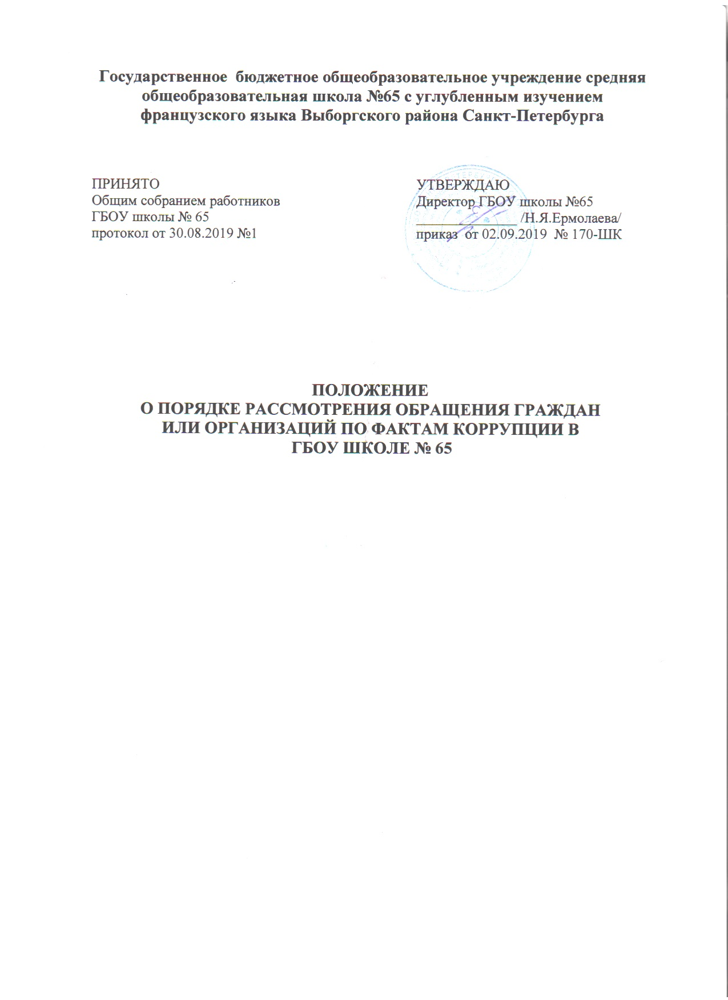 Государственное бюджетное общеобразовательное учреждение средняя
общеобразовательная школа №65 с углубленным изучением
французского языка Выборгского района Санкт-Петербурга
ПРИНЯТО
Общим собранием работников
ГБОУ школы № 65
протокол от 30.08.2019 №1
УТВЕРЖДАЮ
Директор ГБОУ школы №65
______________ /Н.Я.Ермолаева/
приказ от 02.09.2019 № 170-ШК
ПОЛОЖЕНИЕ
О ПОРЯДКЕ РАССМОТРЕНИЯ ОБРАЩЕНИЯ ГРАЖДАН
ИЛИ ОРГАНИЗАЦИЙ ПО ФАКТАМ КОРРУПЦИИ В
ГБОУ ШКОЛЕ № 65